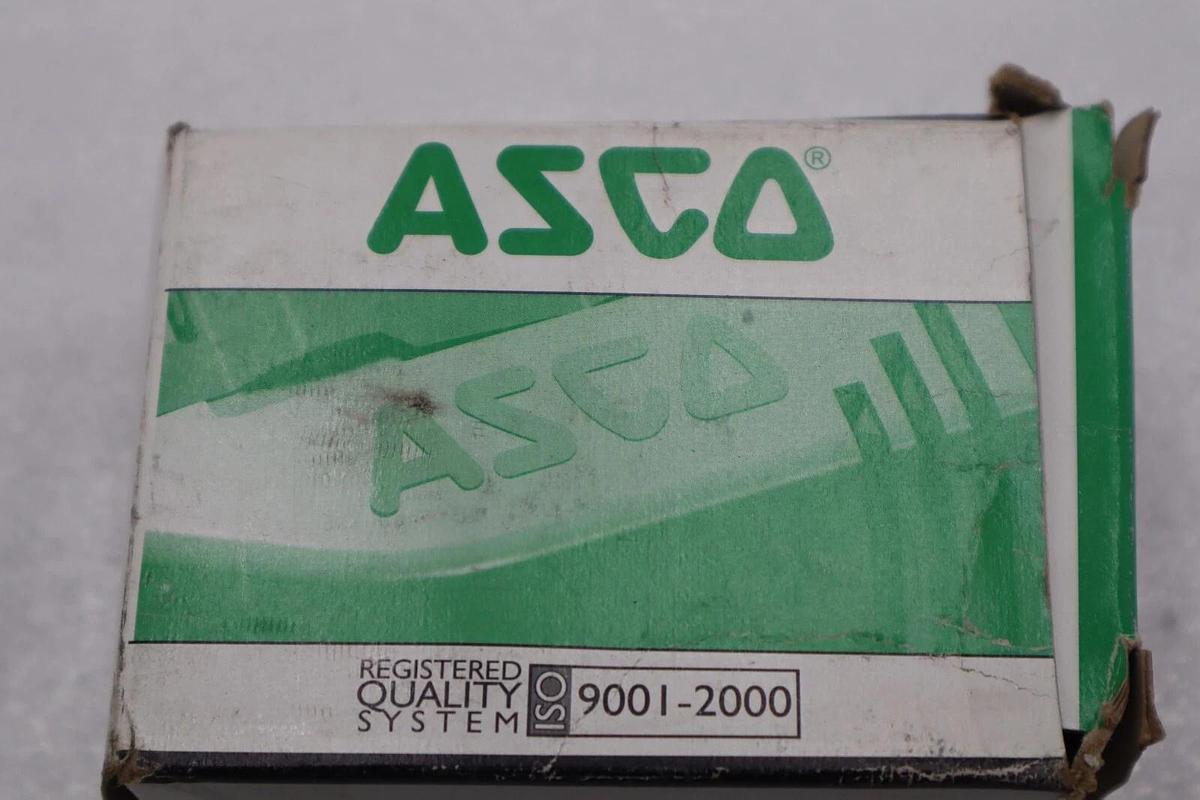 ASCO®
ASCO
REGISTERED
QUALITY
SYSTEM
ISO 9001-2000